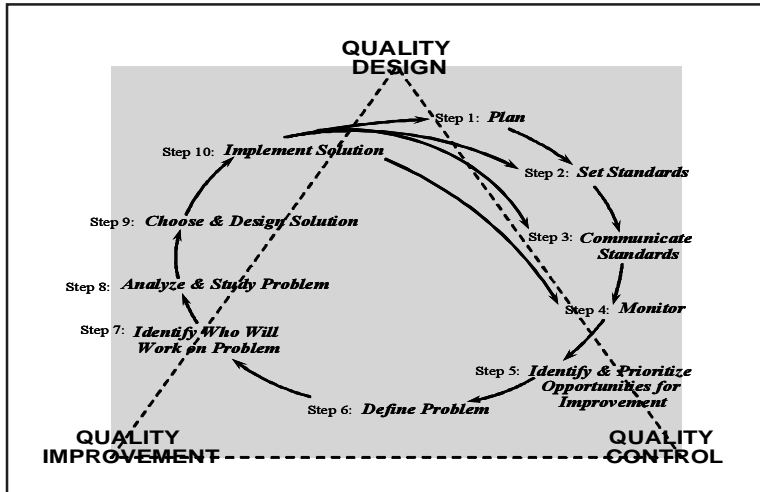 QUALITY
DESIGN
Step 1: Plan
Step 10: Implement Solution
Step 2: Set Standards
Step 9: Choose & Design Solution
Step 3: Communicate
Standards
Step 8: Analyze & Study Problem
Step 4: Monitor
Step 7: Identify Who Will
Work on Problem
Step 5: Identify & Prioritize
Opportunities for
Improvement
Step 6: Define Problem
QUALITY
IMPROVEMENT
QUALITY
CONTROL